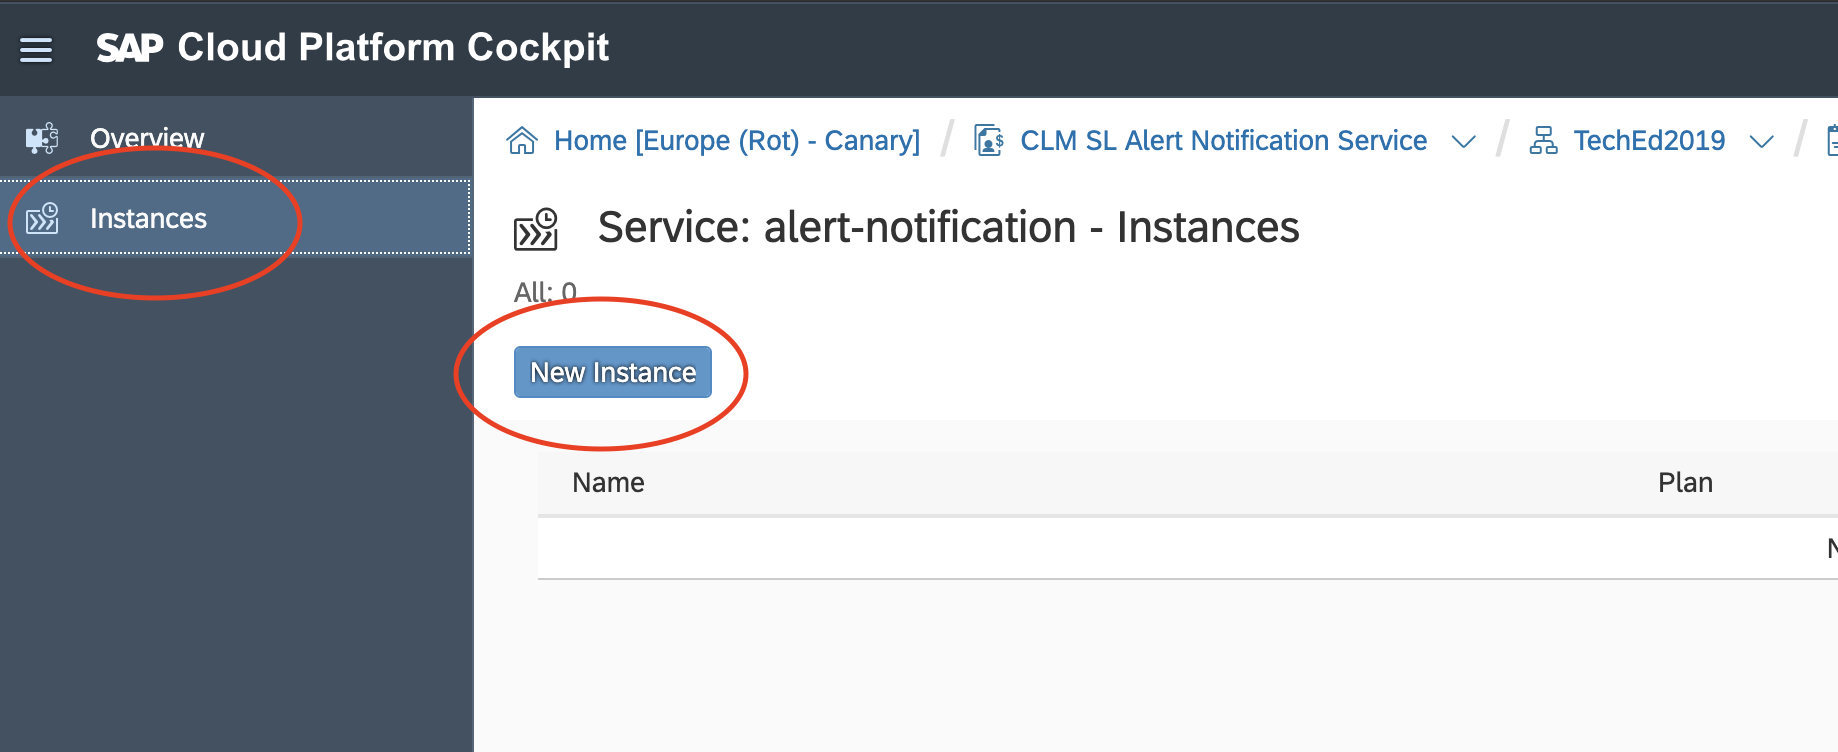 SAP Cloud Platform Cockpit
Overview
Instances
Home [Europe (Rot) - Canary] / CLM SL Alert Notification Service / TechEd2019 /
Service: alert-notification - Instances
All: 0
New Instance
Name Plan